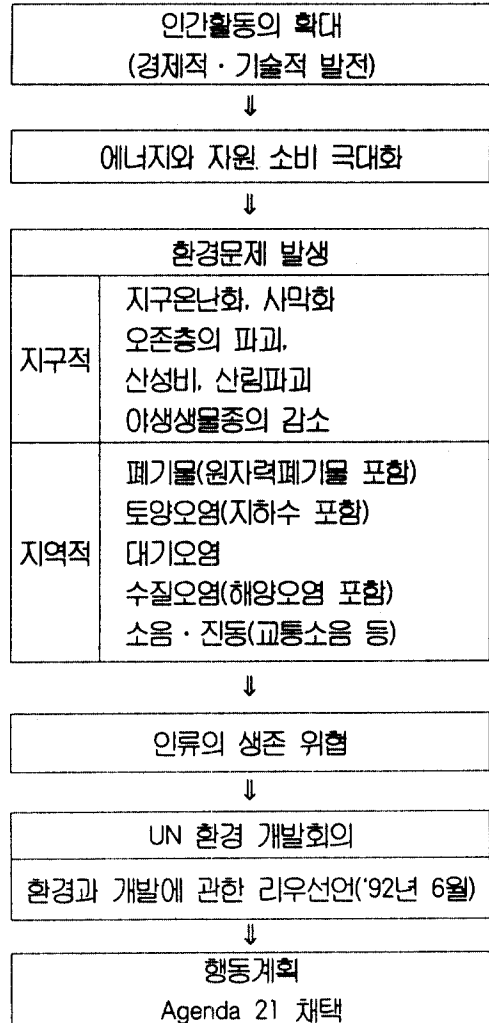 인간활동의 확대
(경제적 · 기술적 발전)
⇓
에너지와 자원 소비 극대화
⇓
환경문제 발생
지구적
지구온난화, 사막화
오존층의 파괴,
산성비, 산림파괴
야생생물종의 감소
지역적
폐기물(원자력폐기물 포함)
토양오염(지하수 포함)
대기오염
수질오염(해양오염 포함)
소음 · 진동(교통소음 등)
⇓
인류의 생존 위협
⇓
UN 환경 개발회의
환경과 개발에 관한 리우선언('92년 6월)
⇓
행동계획
Agenda 21 채택